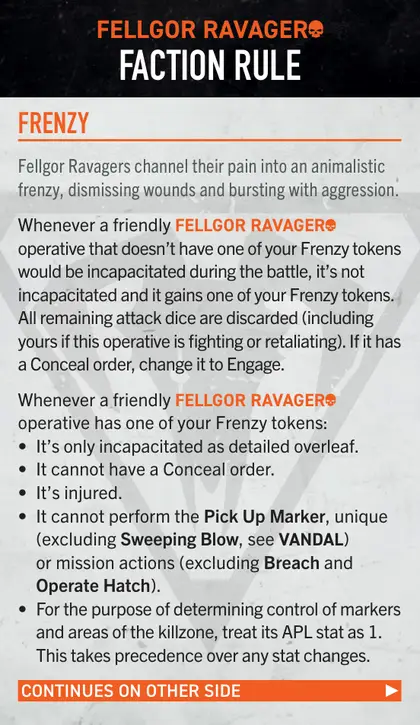 FELLGOR RAVAGER
FACTION RULE
FRENZY
Fellgor Ravagers channel their pain into an animalistic
frenzy, dismissing wounds and bursting with aggression.
Whenever a friendly FELLGOR RAVAGER
operative that doesn’t have one of your Frenzy tokens
would be incapacitated during the battle, it’s not
incapacitated and it gains one of your Frenzy tokens.
All remaining attack dice are discarded (including
yours if this operative is fighting or retaliating). If it has
a Conceal order, change it to Engage.
Whenever a friendly FELLGOR RAVAGER
operative has one of your Frenzy tokens:
• It’s only incapacitated as detailed overleaf.
• It cannot have a Conceal order.
• It’s injured.
• It cannot perform the Pick Up Marker, unique
(excluding Sweeping Blow, see VANDAL)
or mission actions (excluding Breach and
Operate Hatch).
• For the purpose of determining control of markers
and areas of the killzone, treat its APL stat as 1.
This takes precedence over any stat changes.
CONTINUES ON OTHER SIDE ►